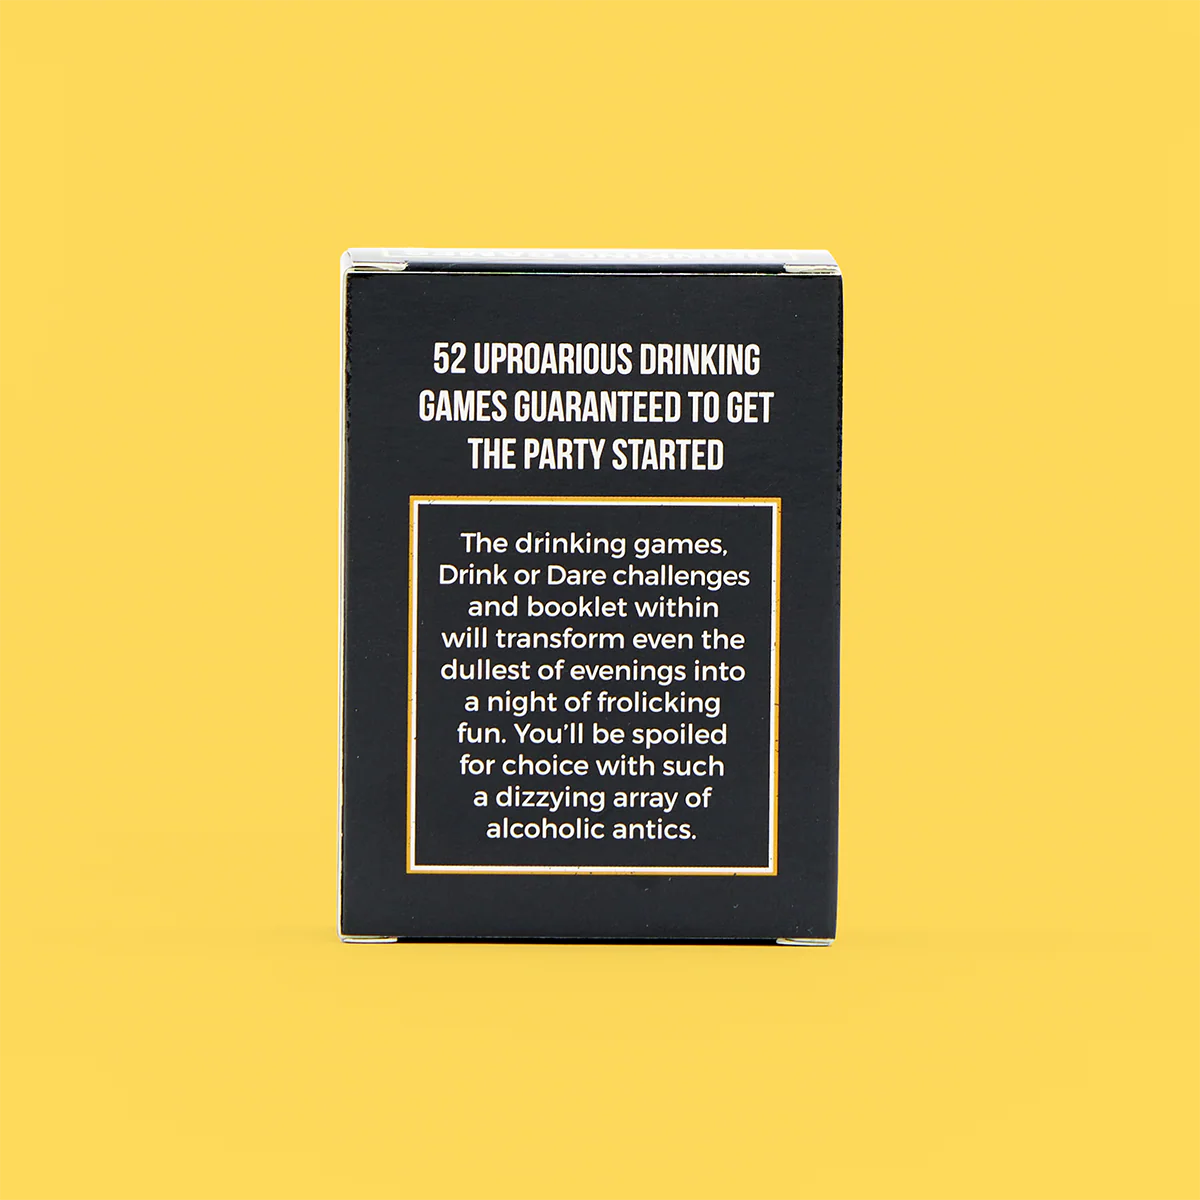 52 UPROARIOUS DRINKING
GAMES GUARANTEED TO GET
THE PARTY STARTED
The drinking games,
Drink or Dare challenges
and booklet within
will transform even the
dullest of evenings into
a night of frolicking
fun. You’ll be spoiled
for choice with such
a dizzying array of
alcoholic antics.